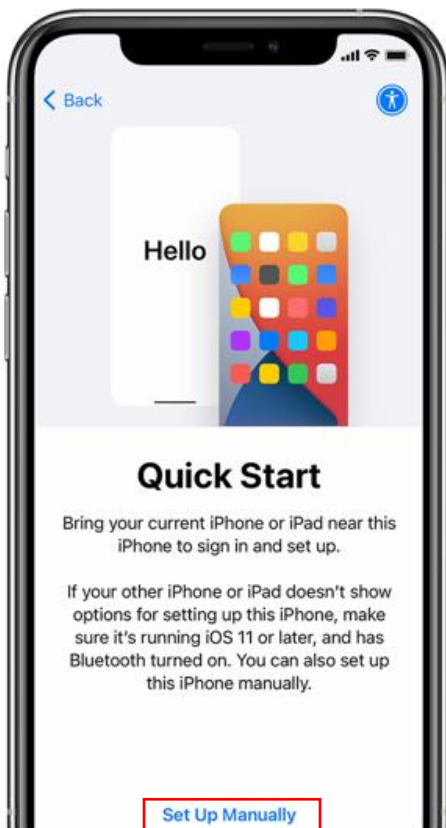 Back
Hello
Quick Start
Bring your current iPhone or iPad near this
iPhone to sign in and set up.
If your other iPhone or iPad doesn't show
options for setting up this iPhone, make
sure it's running iOS 11 or later, and has
Bluetooth turned on. You can also set up
this iPhone manually.
Set Up Manually